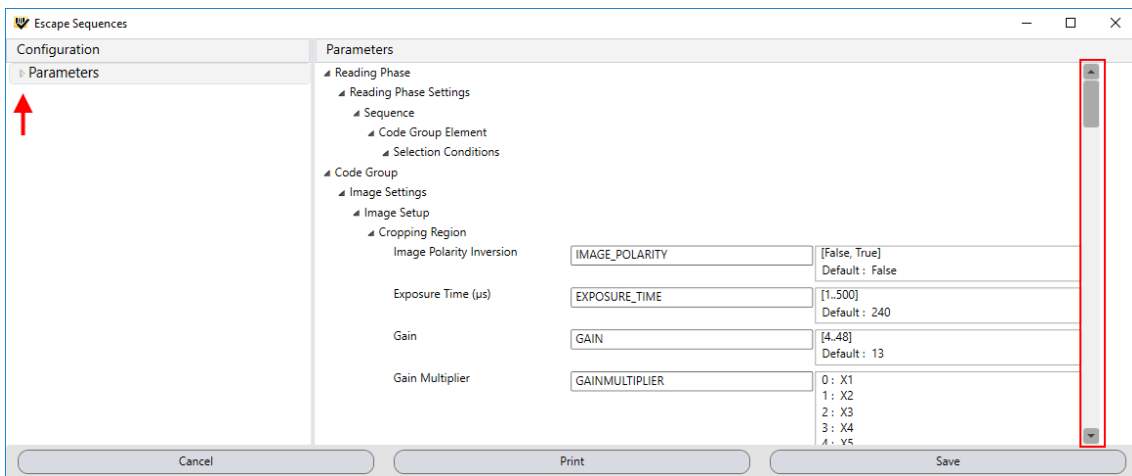 Escape Sequences
Configuration
Parameters
Parameters
Reading Phase
Reading Phase Settings
Sequence
Code Group Element
Selection Conditions
Code Group
Image Settings
Image Setup
Cropping Region
Image Polarity Inversion IMAGE_POLARITY [False, True]
Default : False
Exposure Time (µs) EXPOSURE_TIME [1..500]
Default : 240
Gain GAIN [4..48]
Default : 13
Gain Multiplier GAINMULTIPLIER 0 : X1
1 : X2
2 : X3
3 : X4
4 : X5
Cancel Print Save